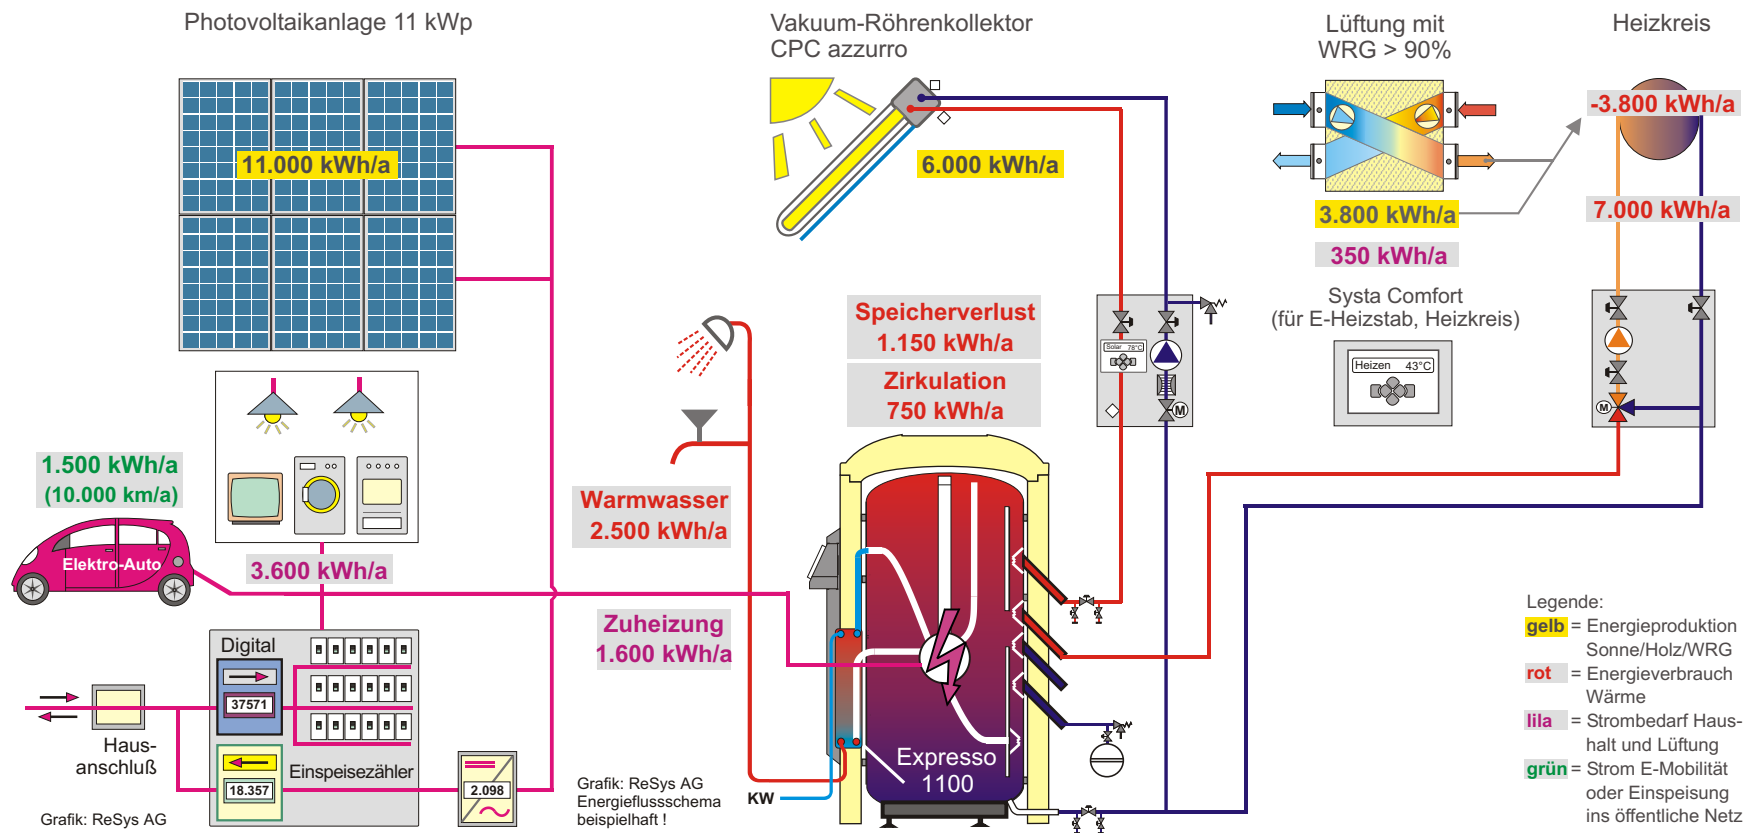 Photovoltaikanlage 11 kWp
11.000 kWh/a
Vakuum-Röhrenkollektor
CPC azzurro
6.000 kWh/a
Lüftung mit
WRG > 90%
3.800 kWh/a
350 kWh/a
Heizkreis
-3.800 kWh/a
7.000 kWh/a
Systa Comfort
(für E-Heizstab, Heizkreis)
Heizen 43°C
Speicherverlust
1.150 kWh/a
Zirkulation
750 kWh/a
Solar 78°C
M
M
1.500 kWh/a
(10.000 km/a)
Elektro-Auto
3.600 kWh/a
Warmwasser
2.500 kWh/a
Zuheizung
1.600 kWh/a
Digital
37571
Haus-
anschluß
Einspeisezähler
18.357
2.098
Grafik: ReSys AG
Grafik: ReSys AG
Energieflussschema
beispielhaft !
KW
Expresso
1100
Legende:
gelb = Energieproduktion
Sonne/Holz/WRG
rot = Energieverbrauch
Wärme
lila = Strombedarf Haus-
halt und Lüftung
grün = Strom E-Mobilität
oder Einspeisung
ins öffentliche Netz